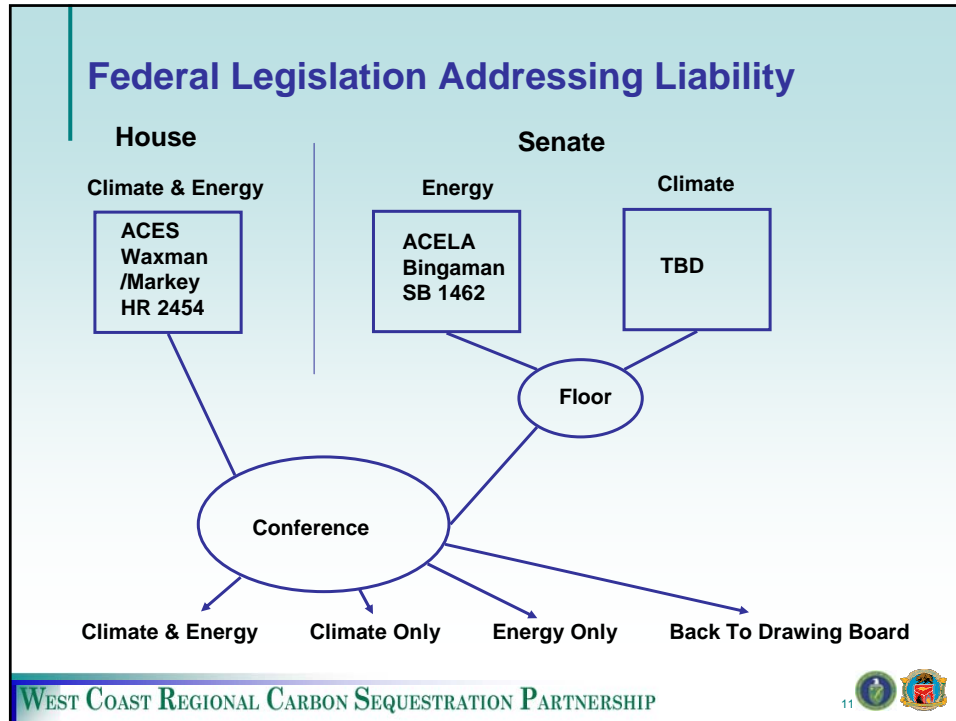 Federal Legislation Addressing Liability
House
Senate
Climate & Energy
Energy
Climate
ACES
Waxman
/Markey
HR 2454
ACELA
Bingaman
SB 1462
TBD
Floor
Conference
Climate & Energy
Climate Only
Energy Only
Back To Drawing Board
WEST COAST REGIONAL CARBON SEQUESTRATION PARTNERSHIP
11